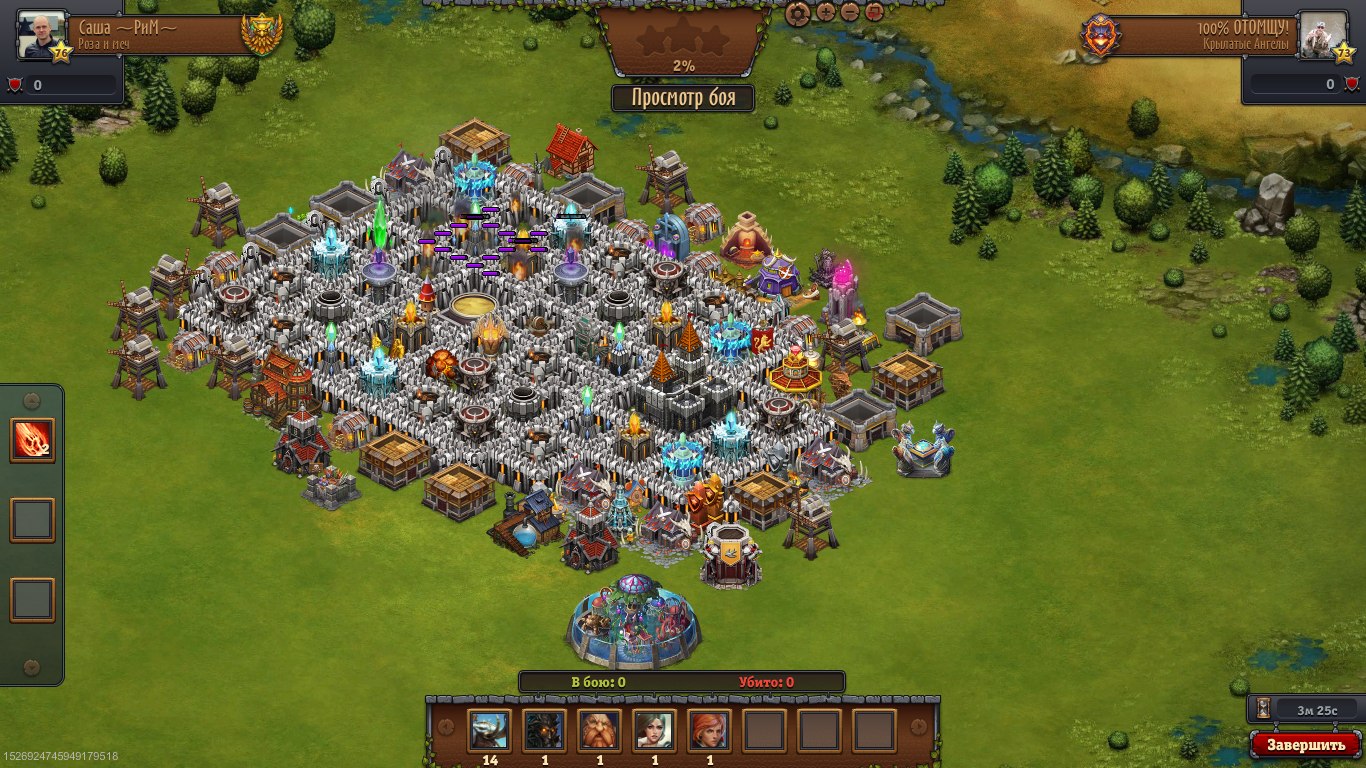 Саша ~РиМ~
Роза и меч
76
0
2%
Просмотр боя
100% ОТОМЩУ!
Крылатые Ангелы
73
0
В бою: 0
Убито: 0
14
1
1
1
1
3м 25с
Завершить
1526924745949179518